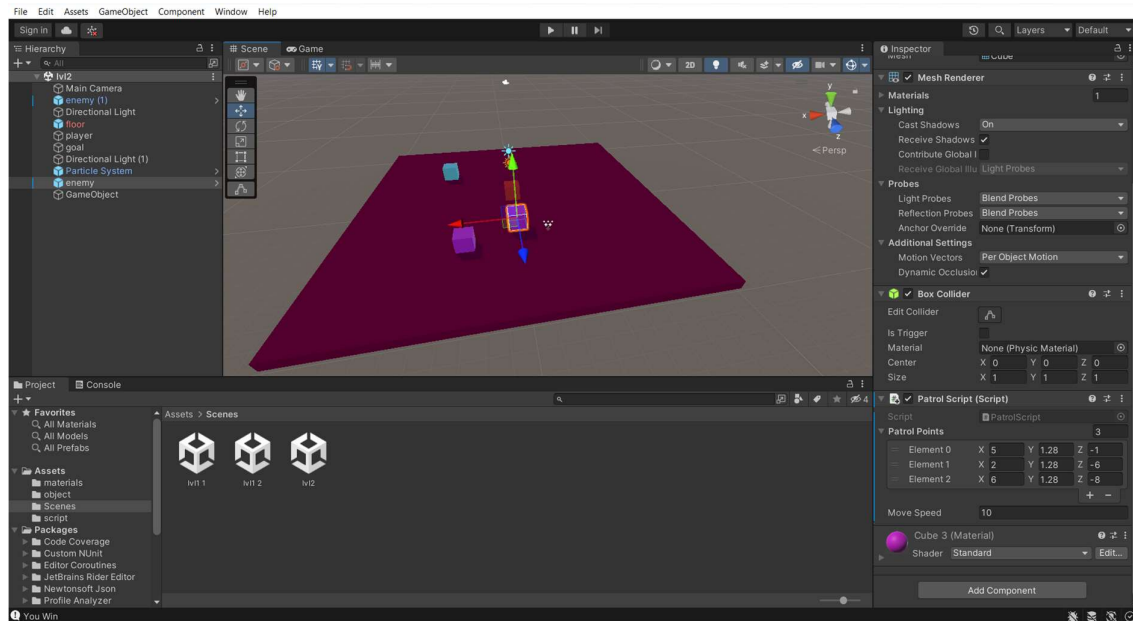 File Edit Assets GameObject Component Window Help
Sign in Layers Default
Hierarchy
All
lvl2
Main Camera
enemy (1)
Directional Light
floor
player
goal
Directional Light (1)
Particle System
enemy
GameObject
Scene Game
2D
y
x
z
Persp
Inspector
Mesh Renderer
Materials 1
Lighting
Cast Shadows On
Receive Shadows
Contribute Global I
Receive Global Illu Light Probes
Probes
Light Probes Blend Probes
Reflection Probes Blend Probes
Anchor Override None (Transform)
Additional Settings
Motion Vectors Per Object Motion
Dynamic Occlusion
Box Collider
Edit Collider
Is Trigger
Material None (Physic Material)
Center X 0 Y 0 Z 0
Size X 1 Y 1 Z 1
Patrol Script (Script)
Script PatrolScript
Patrol Points 3
Element 0 X 5 Y 1.28 Z -1
Element 1 X 2 Y 1.28 Z -6
Element 2 X 6 Y 1.28 Z -8
+ -
Move Speed 10
Cube 3 (Material)
Shader Standard Edit...
Add Component
Project Console
4
Favorites
All Materials
All Models
All Prefabs
Assets
materials
object
Scenes
script
Packages
Code Coverage
Custom NUnit
Editor Coroutines
JetBrains Rider Editor
Newtonsoft Json
Profile Analyzer
Assets > Scenes
lvl1 1 lvl1 2 lvl2
You Win